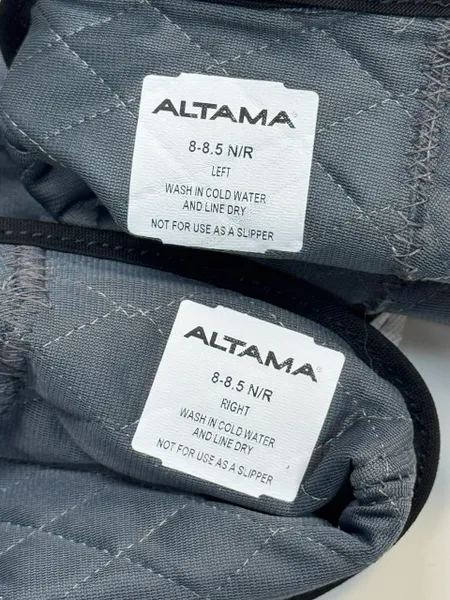 ALTAMA
8-8.5 N/R
LEFT
WASH IN COLD WATER
AND LINE DRY
NOT FOR USE AS A SLIPPER
ALTAMA
8-8.5 N/R
RIGHT
WASH IN COLD WATER
AND LINE DRY
NOT FOR USE AS A SLIPPER